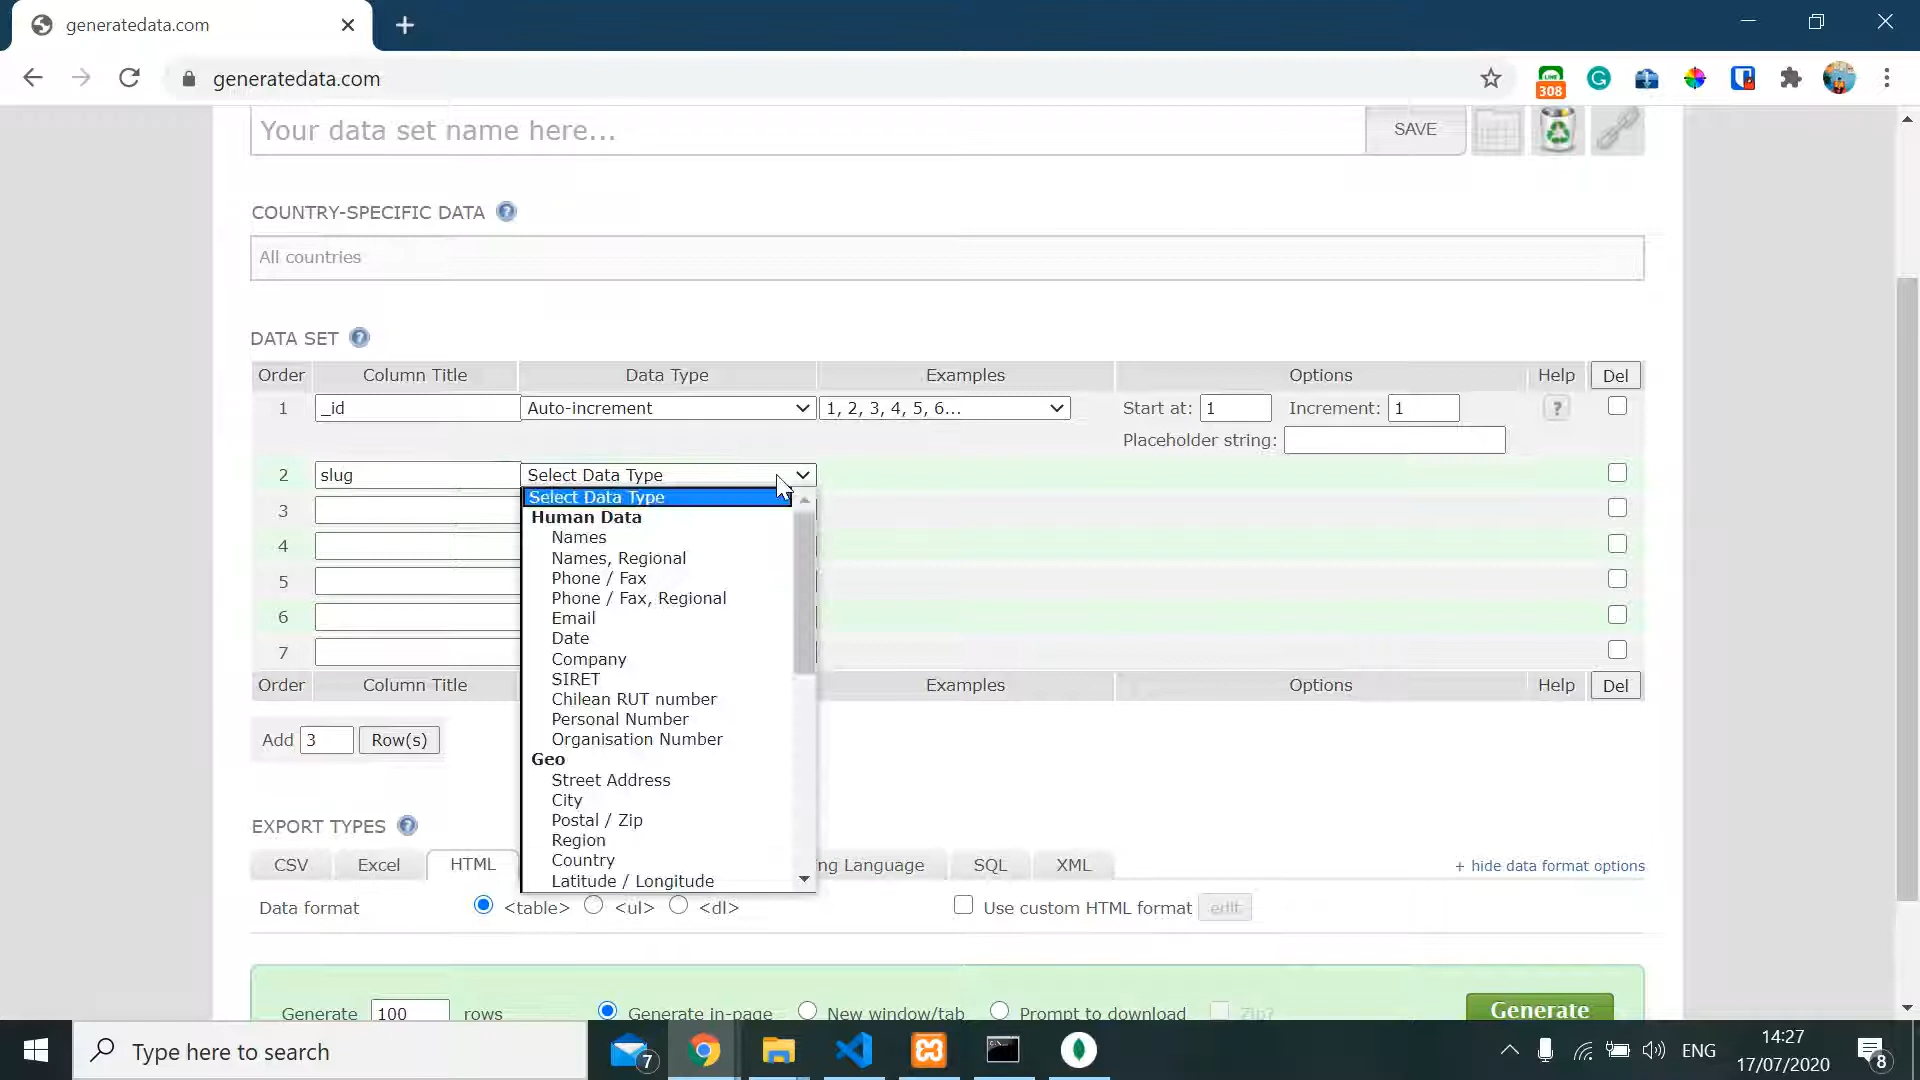 generatedata.com
generatedata.com
308
Your data set name here...
SAVE
COUNTRY-SPECIFIC DATA ?
All countries
DATA SET ?
Order Column Title Data Type Examples Options Help Del
1 _id Auto-increment 1, 2, 3, 4, 5, 6... Start at: 1 Increment: 1 ?
Placeholder string:
2 slug Select Data Type
Select Data Type
3
Human Data
Names
4
Names, Regional
Phone / Fax
5
Phone / Fax, Regional
Email
6
Date
7
Company
SIRET
Order Column Title Examples Options Help Del
Chilean RUT number
Personal Number
Add 3 Row(s)
Organisation Number
Geo
Street Address
City
Postal / Zip
EXPORT TYPES ?
Region
Country
CSV Excel HTML ng Language SQL XML + hide data format options
Latitude / Longitude
Data format <table> <ul> <dl> Use custom HTML format edit
Generate 100 rows Generate in-page New window/tab Prompt to download Zip? Generate
Type here to search
7
ENG
14:27
17/07/2020
8